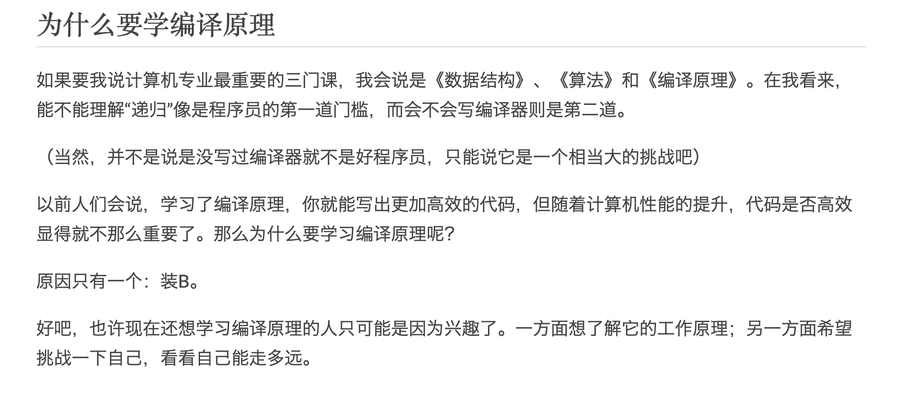 为什么要学编译原理
如果要我说计算机专业最重要的三门课，我会说是《数据结构》、《算法》和《编译原理》。在我看来，
能不能理解“递归”像是程序员的第一道门槛，而会不会写编译器则是第二道。
（当然，并不是说是没写过编译器就不是好程序员，只能说它是一个相当大的挑战吧）
以前人们会说，学习了编译原理，你就能写出更加高效的代码，但随着计算机性能的提升，代码是否高效
显得就不那么重要了。那么为什么要学习编译原理呢？
原因只有一个：装B。
好吧，也许现在还想学习编译原理的人只可能是因为兴趣了。一方面想了解它的工作原理；另一方面希望
挑战一下自己，看看自己能走多远。